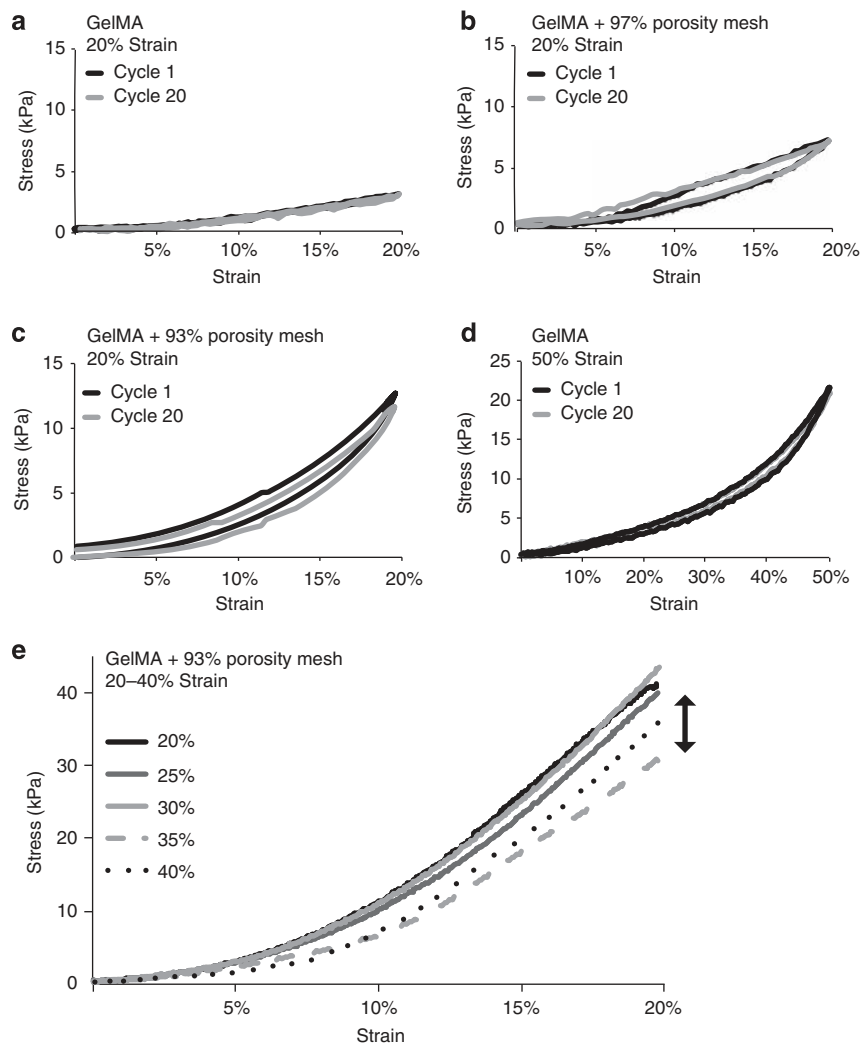 a
GelMA
20% Strain
Cycle 1
Cycle 20
15
10
5
0
Stress (kPa)
5%
10%
15%
20%
Strain
b
GelMA + 97% porosity mesh
20% Strain
Cycle 1
Cycle 20
15
10
5
0
Stress (kPa)
5%
10%
15%
20%
Strain
c
GelMA + 93% porosity mesh
20% Strain
Cycle 1
Cycle 20
15
10
5
0
Stress (kPa)
5%
10%
15%
20%
Strain
d
GelMA
50% Strain
Cycle 1
Cycle 20
25
20
15
10
5
0
Stress (kPa)
10%
20%
30%
40%
50%
Strain
e
GelMA + 93% porosity mesh
20–40% Strain
20%
25%
30%
35%
40%
40
30
20
10
0
Stress (kPa)
5%
10%
15%
20%
Strain